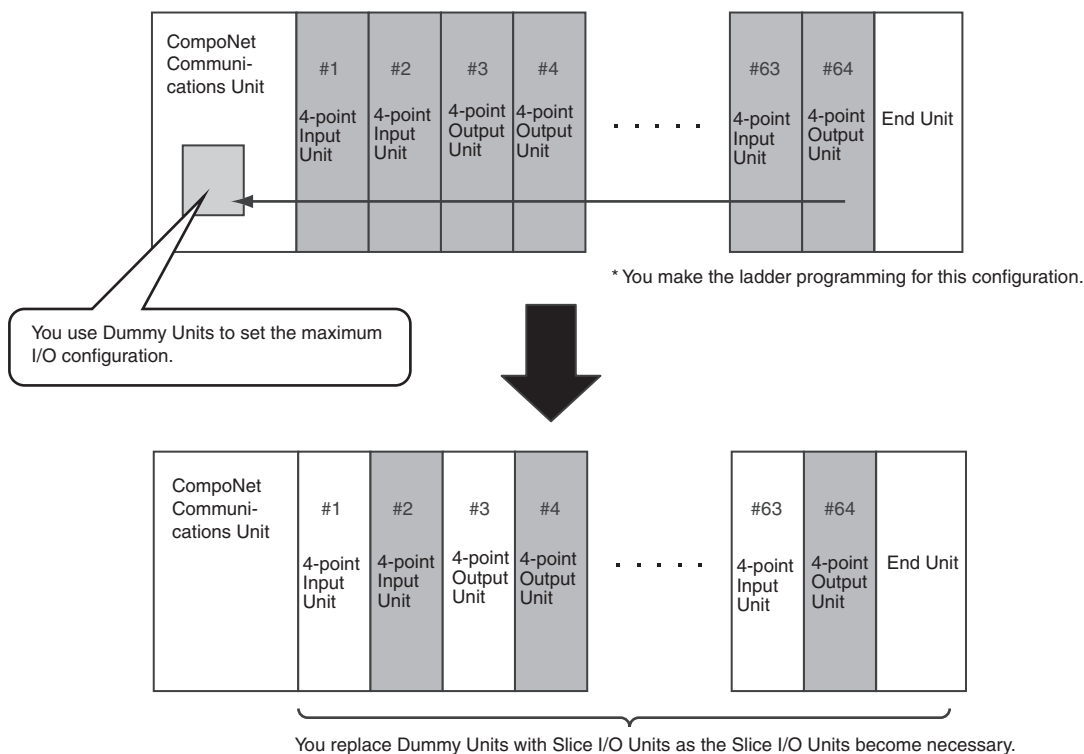 CompoNet
Communi-
cations Unit
#1
#2
#3
#4
#63
#64
4-point
Input
Unit
4-point
Input
Unit
4-point
Output
Unit
4-point
Output
Unit
. . . . .
4-point
Input
Unit
4-point
Output
Unit
End Unit
* You make the ladder programming for this configuration.
You use Dummy Units to set the maximum
I/O configuration.
CompoNet
Communi-
cations Unit
#1
#2
#3
#4
#63
#64
4-point
Input
Unit
4-point
Input
Unit
4-point
Output
Unit
4-point
Output
Unit
. . . . .
4-point
Input
Unit
4-point
Output
Unit
End Unit
You replace Dummy Units with Slice I/O Units as the Slice I/O Units become necessary.